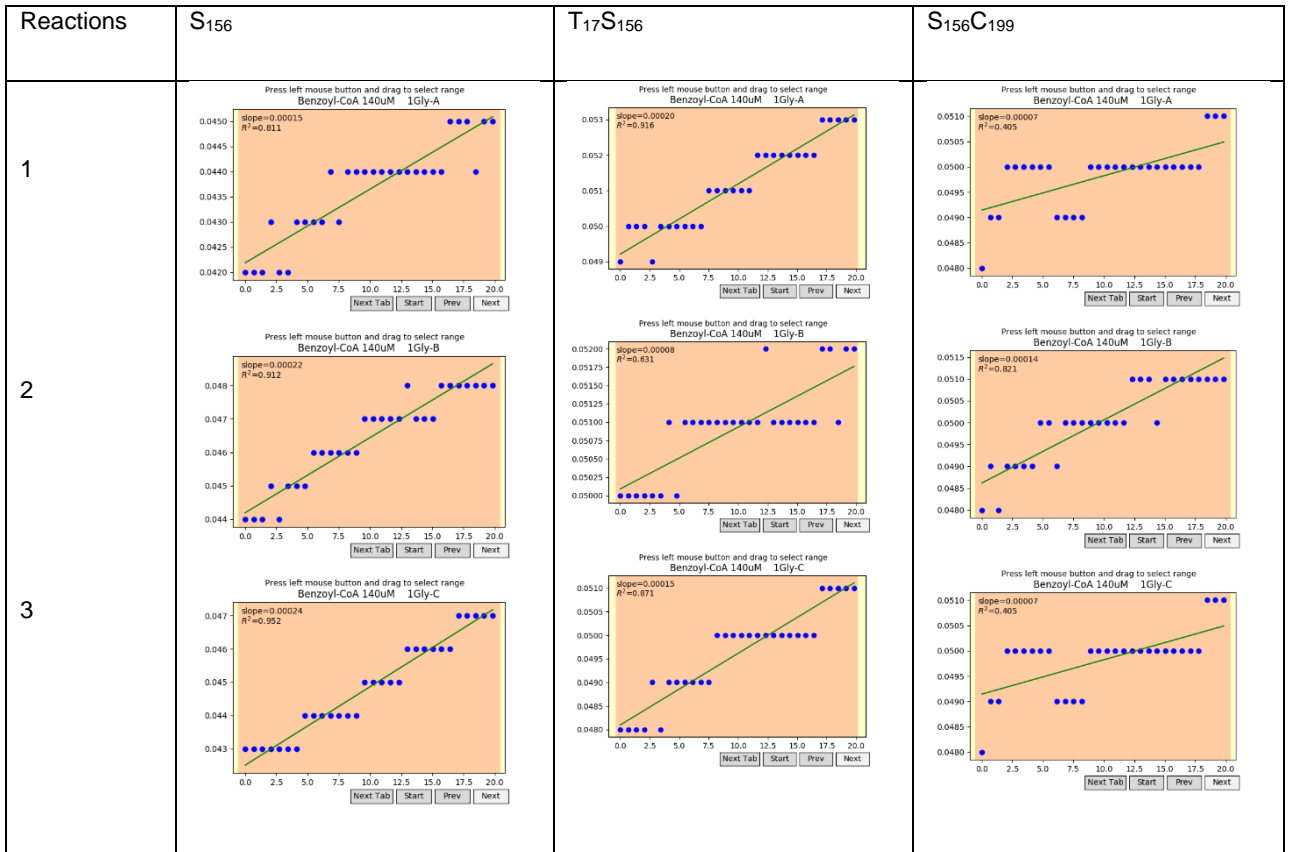 Reactions S₁₅₆ T₁₇S₁₅₆ S₁₅₆C₁₉₉
1
Press left mouse button and drag to select range
Benzoyl-CoA 140uM 1Gly-A
slope=0.00015
R²=0.811
0.0450
0.0445
0.0440
0.0435
0.0430
0.0425
0.0420
0.0 2.5 5.0 7.5 10.0 12.5 15.0 17.5 20.0
Next Tab Start Prev Next
Press left mouse button and drag to select range
Benzoyl-CoA 140uM 1Gly-A
slope=0.00020
R²=0.916
0.053
0.052
0.051
0.050
0.049
0.0 2.5 5.0 7.5 10.0 12.5 15.0 17.5 20.0
Next Tab Start Prev Next
Press left mouse button and drag to select range
Benzoyl-CoA 140uM 1Gly-A
slope=0.00007
R²=0.405
0.0510
0.0505
0.0500
0.0495
0.0490
0.0485
0.0480
0.0 2.5 5.0 7.5 10.0 12.5 15.0 17.5 20.0
Next Tab Start Prev Next
2
Press left mouse button and drag to select range
Benzoyl-CoA 140uM 1Gly-B
slope=0.00022
R²=0.912
0.048
0.047
0.046
0.045
0.044
0.0 2.5 5.0 7.5 10.0 12.5 15.0 17.5 20.0
Next Tab Start Prev Next
Press left mouse button and drag to select range
Benzoyl-CoA 140uM 1Gly-B
slope=0.00008
R²=0.631
0.05200
0.05175
0.05150
0.05125
0.05100
0.05075
0.05050
0.05025
0.05000
0.0 2.5 5.0 7.5 10.0 12.5 15.0 17.5 20.0
Next Tab Start Prev Next
Press left mouse button and drag to select range
Benzoyl-CoA 140uM 1Gly-B
slope=0.00014
R²=0.821
0.0515
0.0510
0.0505
0.0500
0.0495
0.0490
0.0485
0.0480
0.0 2.5 5.0 7.5 10.0 12.5 15.0 17.5 20.0
Next Tab Start Prev Next
3
Press left mouse button and drag to select range
Benzoyl-CoA 140uM 1Gly-C
slope=0.00024
R²=0.952
0.047
0.046
0.045
0.044
0.043
0.0 2.5 5.0 7.5 10.0 12.5 15.0 17.5 20.0
Next Tab Start Prev Next
Press left mouse button and drag to select range
Benzoyl-CoA 140uM 1Gly-C
slope=0.00015
R²=0.871
0.0510
0.0505
0.0500
0.0495
0.0490
0.0485
0.0480
0.0 2.5 5.0 7.5 10.0 12.5 15.0 17.5 20.0
Next Tab Start Prev Next
Press left mouse button and drag to select range
Benzoyl-CoA 140uM 1Gly-C
slope=0.00007
R²=0.405
0.0510
0.0505
0.0500
0.0495
0.0490
0.0485
0.0480
0.0 2.5 5.0 7.5 10.0 12.5 15.0 17.5 20.0
Next Tab Start Prev Next